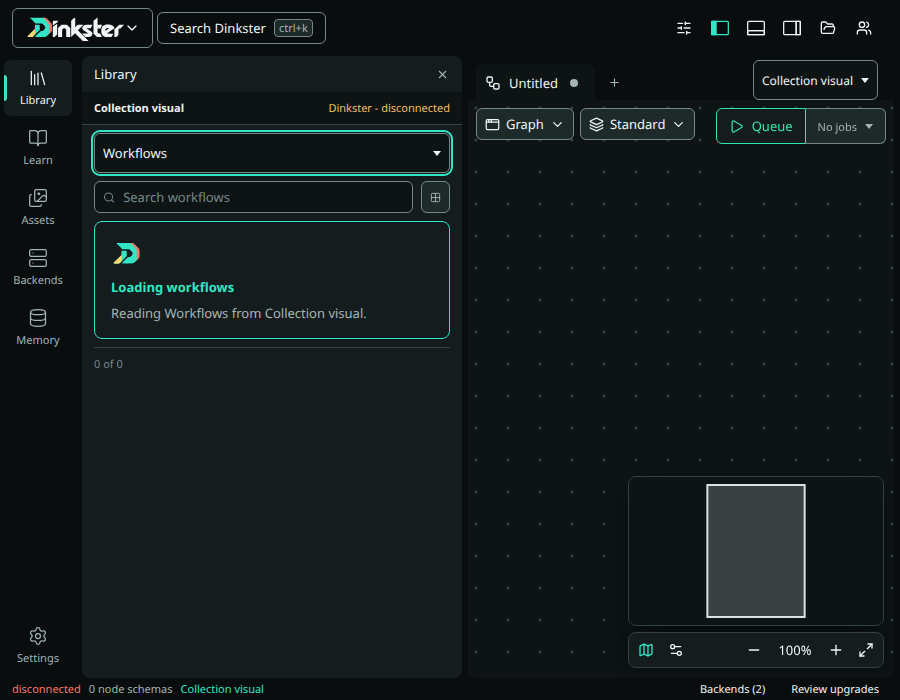 Dinkster
Search Dinkster ctrl+k
Library
Learn
Assets
Backends
Memory
Settings
Library
Collection visual Dinkster - disconnected
Workflows
Search workflows
Loading workflows
Reading Workflows from Collection visual.
0 of 0
Untitled
Collection visual
Graph Standard Queue No jobs
100%
disconnected 0 node schemas Collection visual Backends (2) Review upgrades